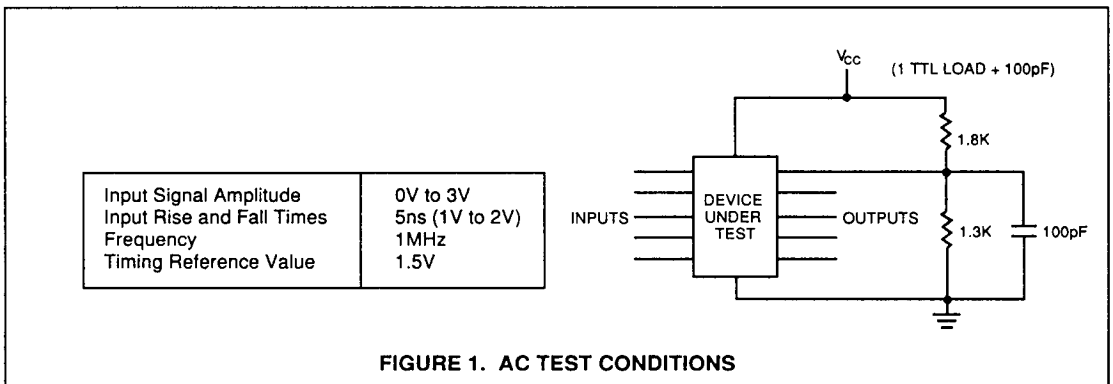 Input Signal Amplitude 0V to 3V
Input Rise and Fall Times 5ns (1V to 2V)
Frequency 1MHz
Timing Reference Value 1.5V
VCC
(1 TTL LOAD + 100pF)
1.8K
INPUTS
DEVICE
UNDER
TEST
OUTPUTS
1.3K
100pF
FIGURE 1. AC TEST CONDITIONS